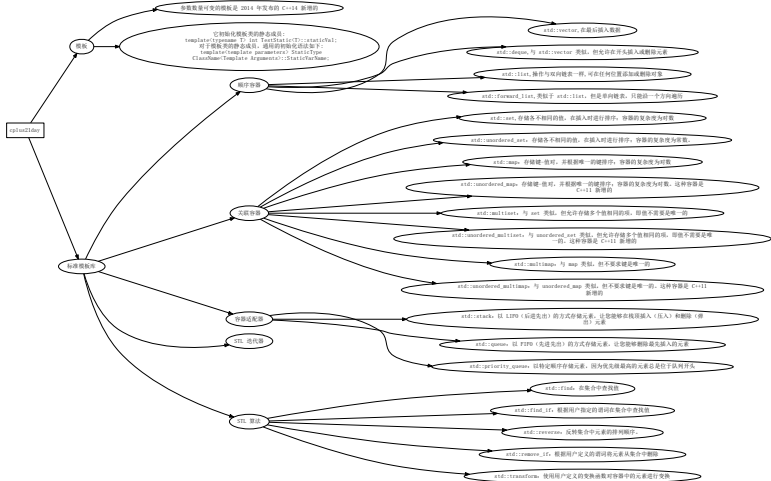 参数数量可变的模板是 2014 年发布的 C++14 新增的
模板
它初始化模板类的静态成员:
template<typename T> int TestStatic<T>::staticVal;
对于模板类的静态成员, 通用的初始化语法如下:
template<template parameters> StaticType
ClassName<Template Arguments>::StaticVarName;
cplus21day
标准模板库
顺序容器
std::vector,在最后插入数据
std::deque,与 std::vector 类似, 但允许在开头插入或删除元素
std::list,操作与双向链表一样,可在任何位置添加或删除对象
std::forward_list,类似于 std::list, 但是单向链表, 只能沿一个方向遍历
关联容器
std::set,存储各不相同的值, 在插入时进行排序; 容器的复杂度为对数
std::unordered_set: 存储各不相同的值, 在插入时进行排序; 容器的复杂度为常数。
std::map: 存储键-值对, 并根据唯一的键排序; 容器的复杂度为对数
std::unordered_map: 存储键-值对, 并根据唯一的键排序; 容器的复杂度为对数。这种容器是
C++11 新增的
std::multiset: 与 set 类似, 但允许存储多个值相同的项, 即值不需要是唯一的
std::unordered_multiset: 与 unordered_set 类似, 但允许存储多个值相同的项, 即值不需要是唯
一的。这种容器是 C++11 新增的
std::multimap: 与 map 类似, 但不要求键是唯一的
std::unordered_multimap: 与 unordered_map 类似, 但不要求键是唯一的。这种容器是 C++11
新增的
容器适配器
std::stack: 以 LIFO（后进先出）的方式存储元素, 让您能够在栈顶插入（压入）和删除（弹
出）元素
std::queue: 以 FIFO（先进先出）的方式存储元素, 让您能够删除最先插入的元素
std::priority_queue: 以特定顺序存储元素, 因为优先级最高的元素总是位于队列开头
STL 迭代器
STL 算法
std::find: 在集合中查找值
std::find_if: 根据用户指定的谓词在集合中查找值
std::reverse: 反转集合中元素的排列顺序。
std::remove_if: 根据用户定义的谓词将元素从集合中删除
std::transform: 使用用户定义的变换函数对容器中的元素进行变换